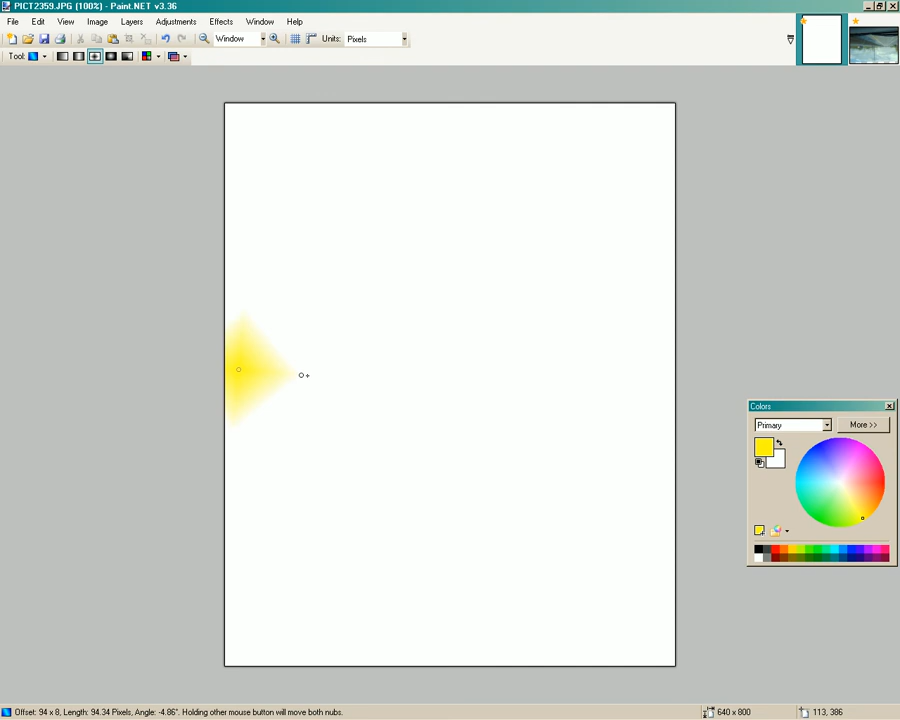 PICT2359.JPG [100%] - Paint.NET v3.36
File Edit View Image Layers Adjustments Effects Window Help
Window Units: Pixels
Tool:
Colors
Primary More >>
Offset: 94 x 8, Length: 94.34 Pixels, Angle: -4.86°. Holding other mouse button will move both nubs. 640 x 800 113, 386